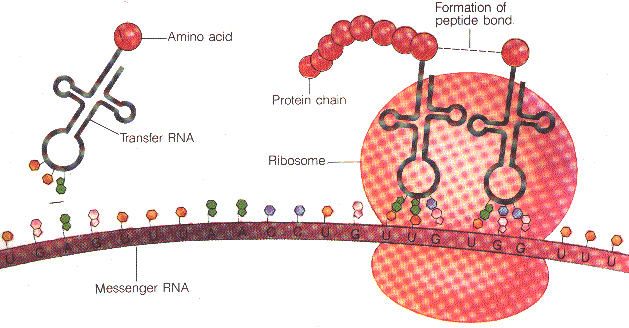 Formation of
peptide bond
Amino acid
Protein chain
Transfer RNA
Ribosome
Messenger RNA
U G A G U U A A G C U G U U G U G G U U U